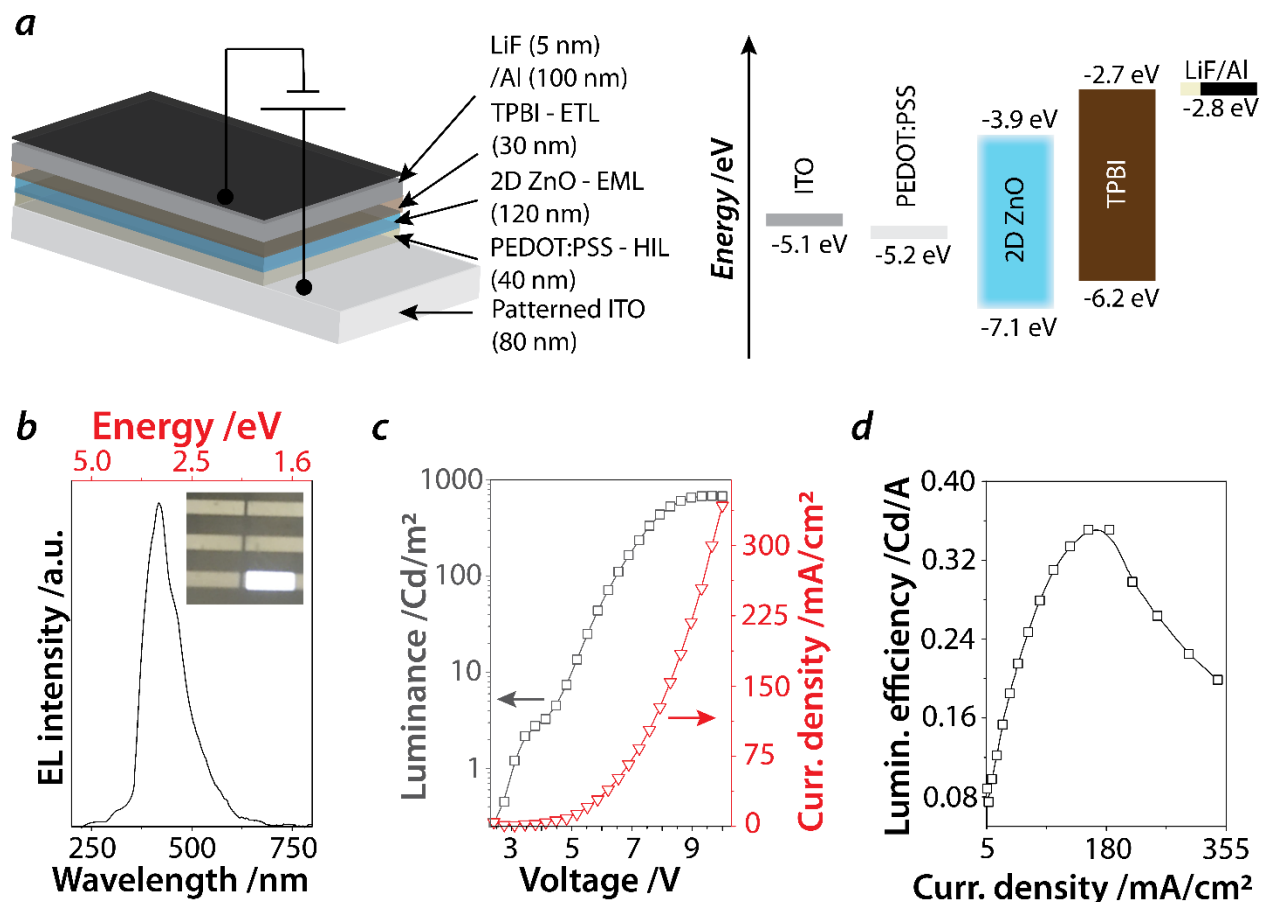 a
LiF (5 nm)
/Al (100 nm)
TPBI - ETL
(30 nm)
2D ZnO - EML
(120 nm)
PEDOT:PSS - HIL
(40 nm)
Patterned ITO
(80 nm)
Energy /eV
ITO
-5.1 eV
PEDOT:PSS
-5.2 eV
-3.9 eV
2D ZnO
-7.1 eV
-2.7 eV
TPBI
-6.2 eV
LiF/Al
-2.8 eV
b
Energy /eV
5.0 2.5 1.6
EL intensity /a.u.
250 500 750
Wavelength /nm
c
Luminance /Cd/m²
1000
100
10
1
3 5 7 9
Voltage /V
300
225
150
75
0
Curr. density /mA/cm²
d
Lumin. efficiency /Cd/A
0.40
0.32
0.24
0.16
0.08
5 180 355
Curr. density /mA/cm²